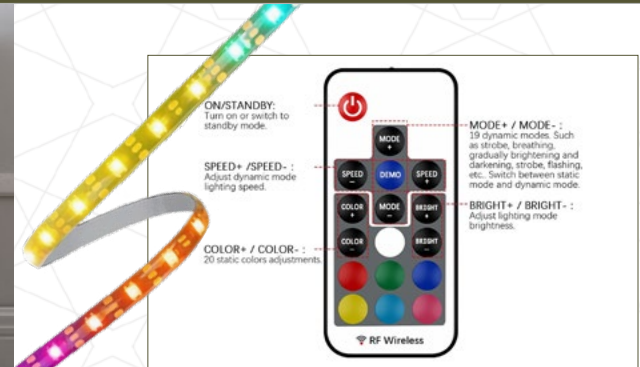 ON/STANDBY:
Turn on or switch to
standby mode.
SPEED+ /SPEED- :
Adjust dynamic mode
lighting speed.
COLOR+ / COLOR- :
20 static colors adjustments.
MODE
+
SPEED
−
DEMO
SPEED
+
COLOR
+
MODE
−
BRIGHT
+
COLOR
−
BRIGHT
−
RF Wireless
MODE+ / MODE- :
19 dynamic modes. Such
as strobe, breathing,
gradually brightening and
darkening, strobe, flashing,
etc.. Switch between static
mode and dynamic mode.
BRIGHT+ / BRIGHT- :
Adjust lighting mode
brightness.